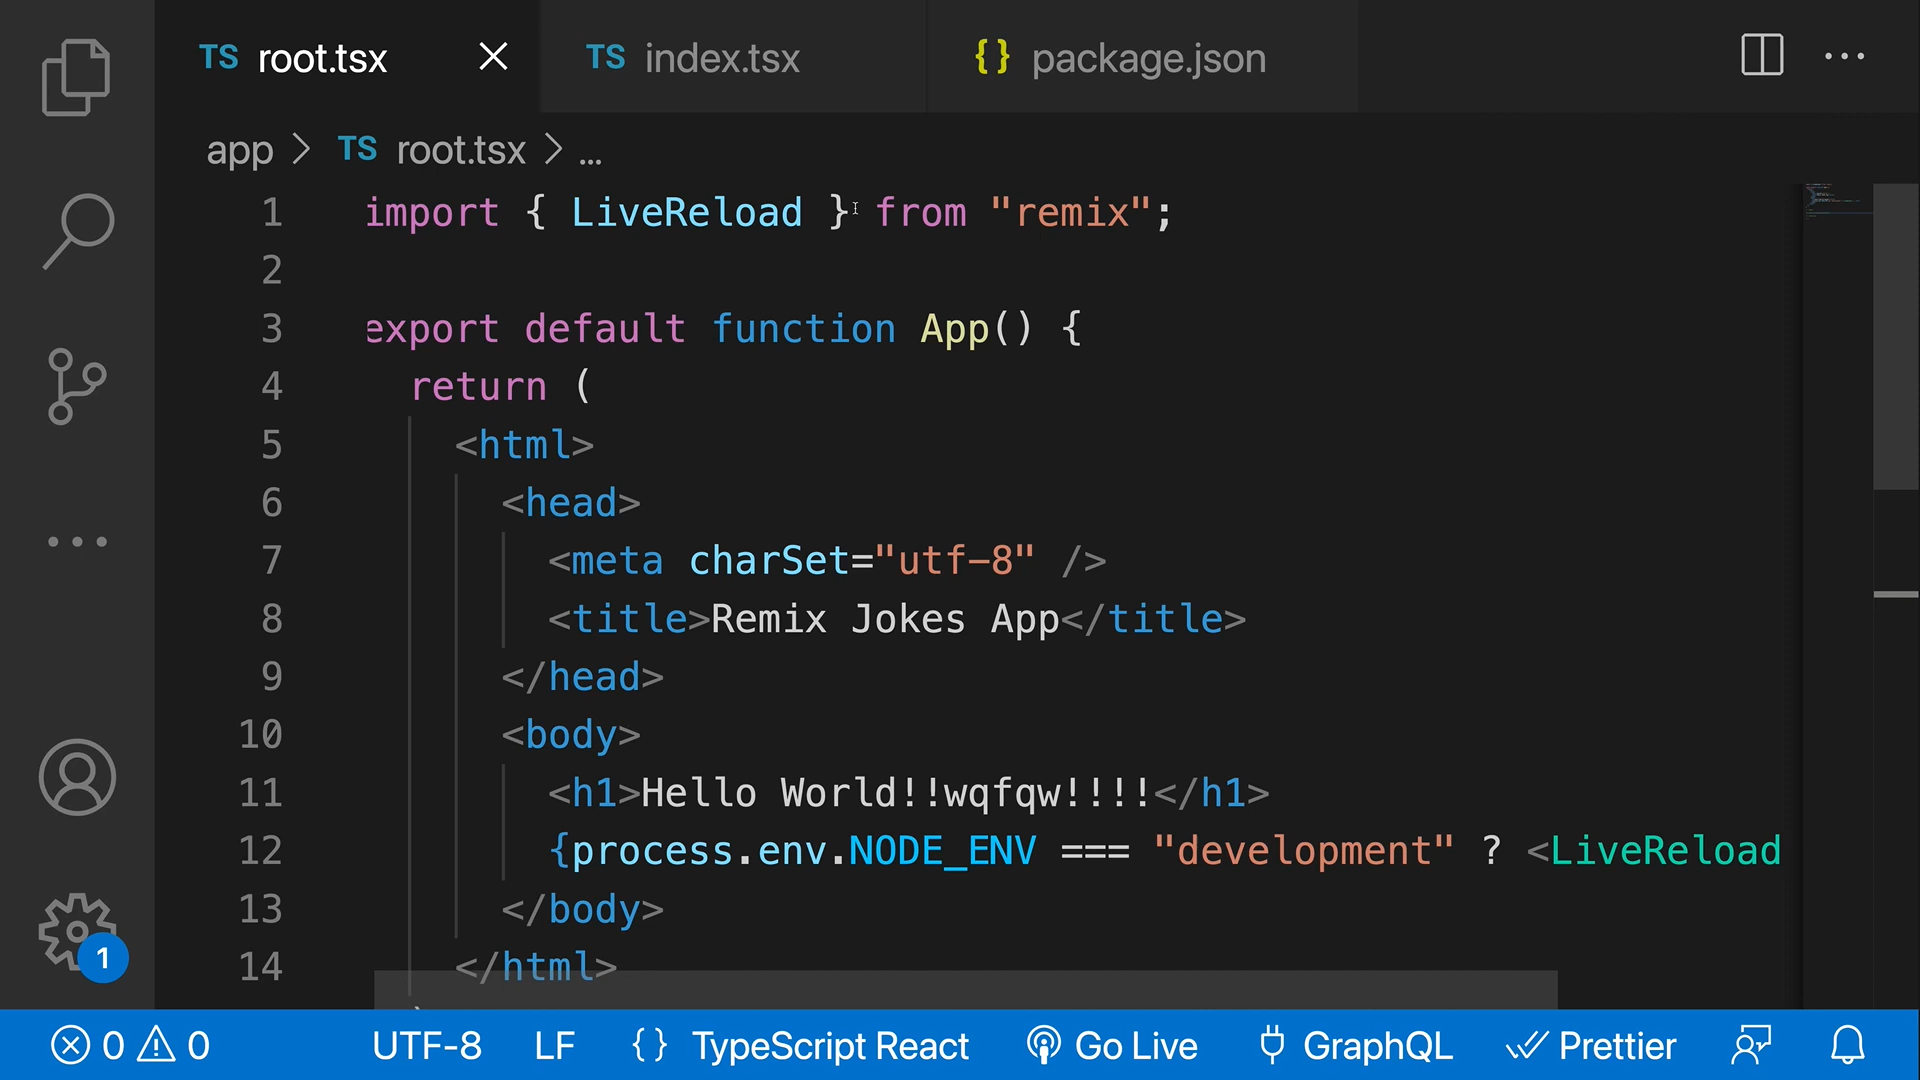 TS root.tsx TS index.tsx {} package.json
app > TS root.tsx > ...
1 import { LiveReload } from "remix";
2
3 export default function App() {
4 return (
5 <html>
6 <head>
7 <meta charSet="utf-8" />
8 <title>Remix Jokes App</title>
9 </head>
10 <body>
11 <h1>Hello World!!wqfqw!!!!</h1>
12 {process.env.NODE_ENV === "development" ? <LiveReload
13 </body>
14 </html>
1
0 0 UTF-8 LF {} TypeScript React Go Live GraphQL Prettier